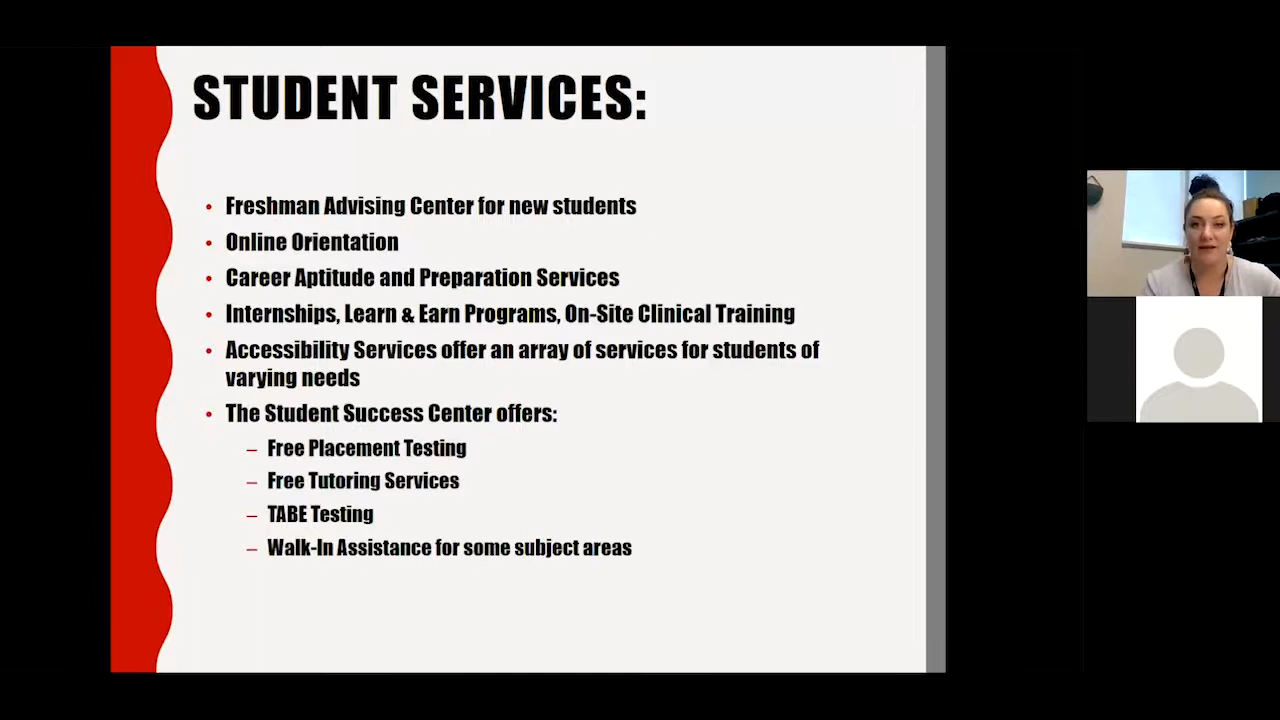 STUDENT SERVICES:
• Freshman Advising Center for new students
• Online Orientation
• Career Aptitude and Preparation Services
• Internships, Learn & Earn Programs, On-Site Clinical Training
• Accessibility Services offer an array of services for students of
varying needs
• The Student Success Center offers:
– Free Placement Testing
– Free Tutoring Services
– TABE Testing
– Walk-In Assistance for some subject areas